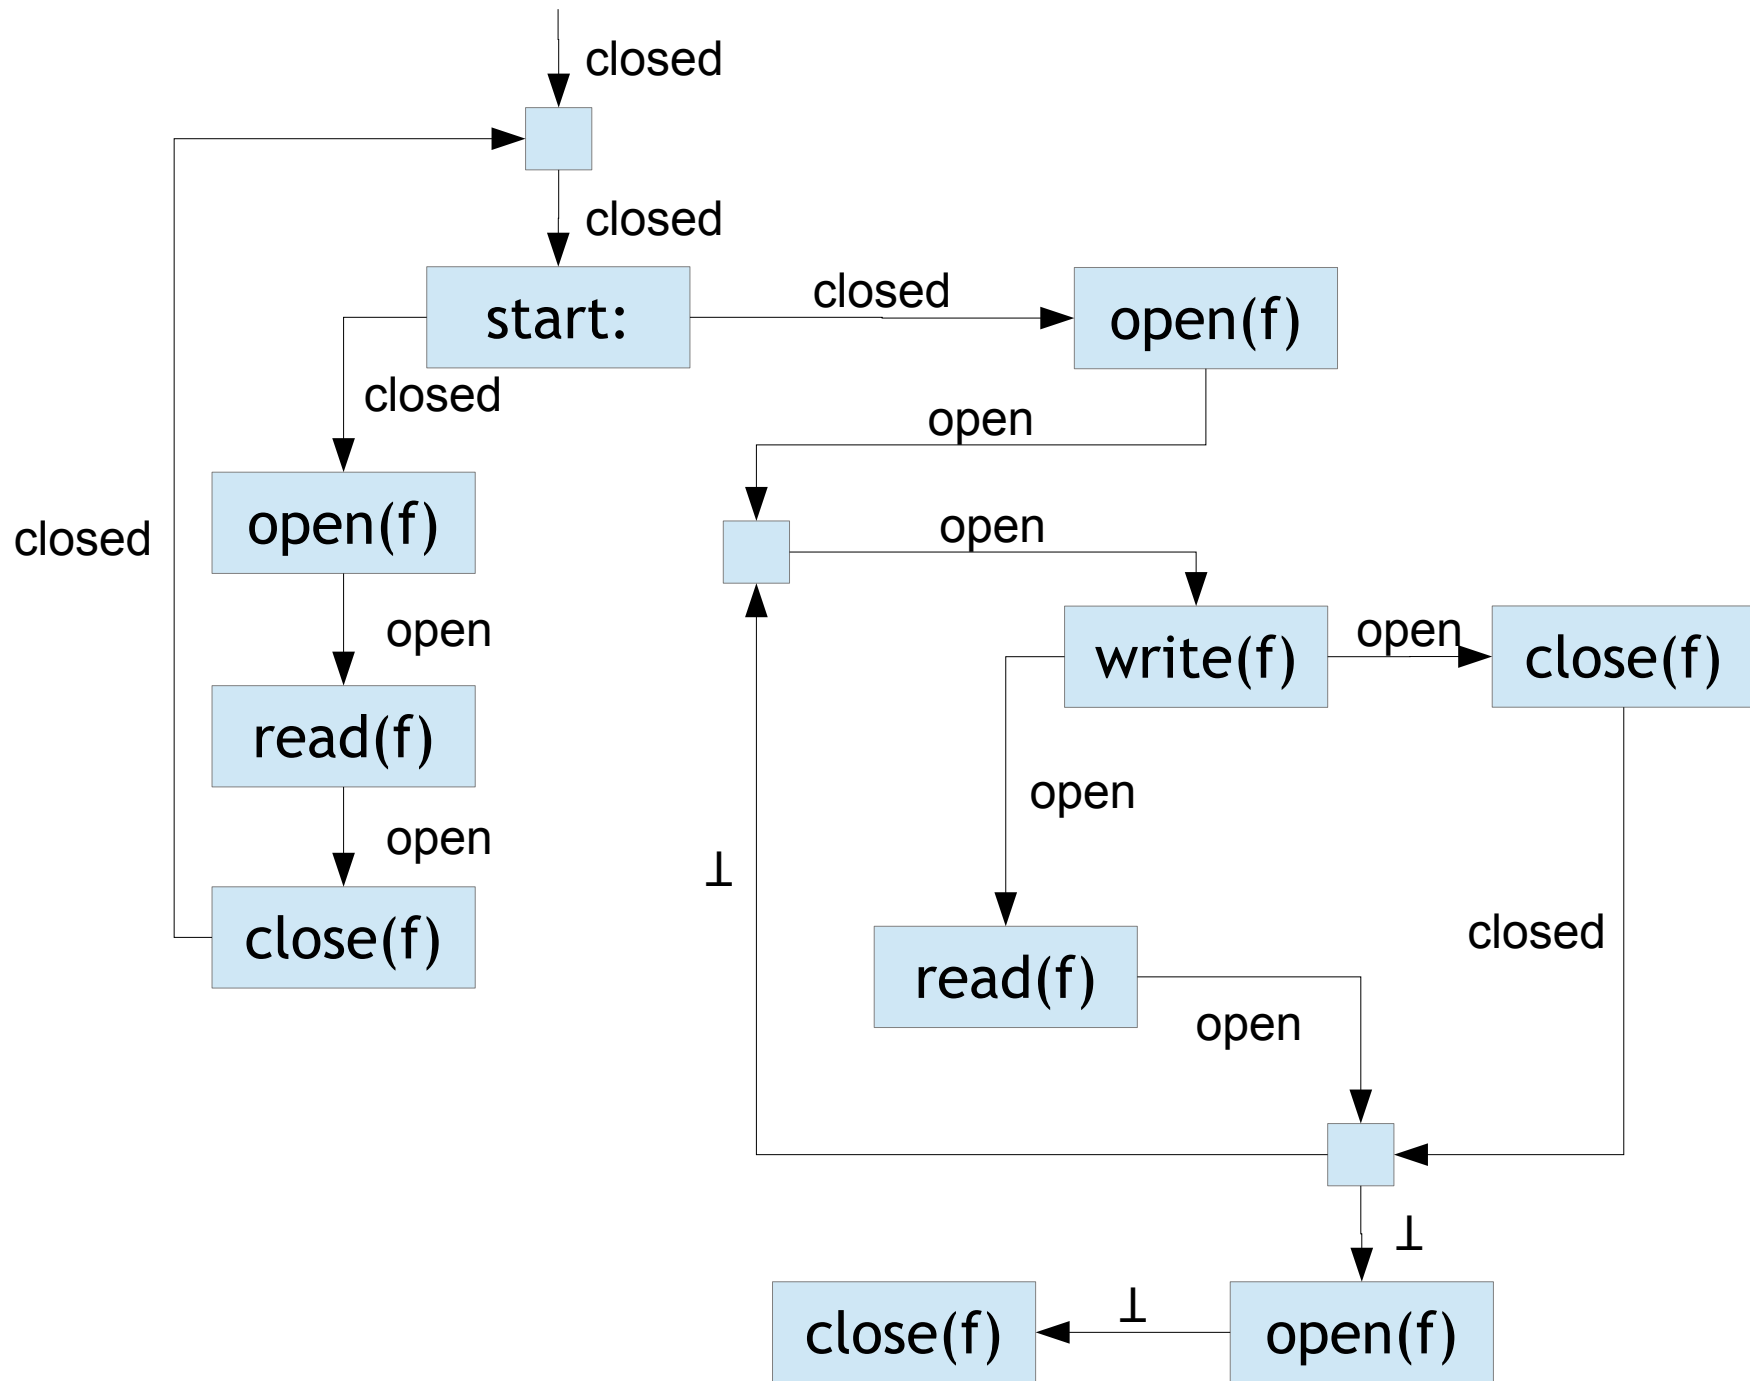 closed
closed
start:
closed
open(f)
closed
open
open(f)
closed
open
open
write(f)
open
close(f)
read(f)
open
open
⊥
closed
close(f)
read(f)
open
⊥
close(f)
⊥
open(f)